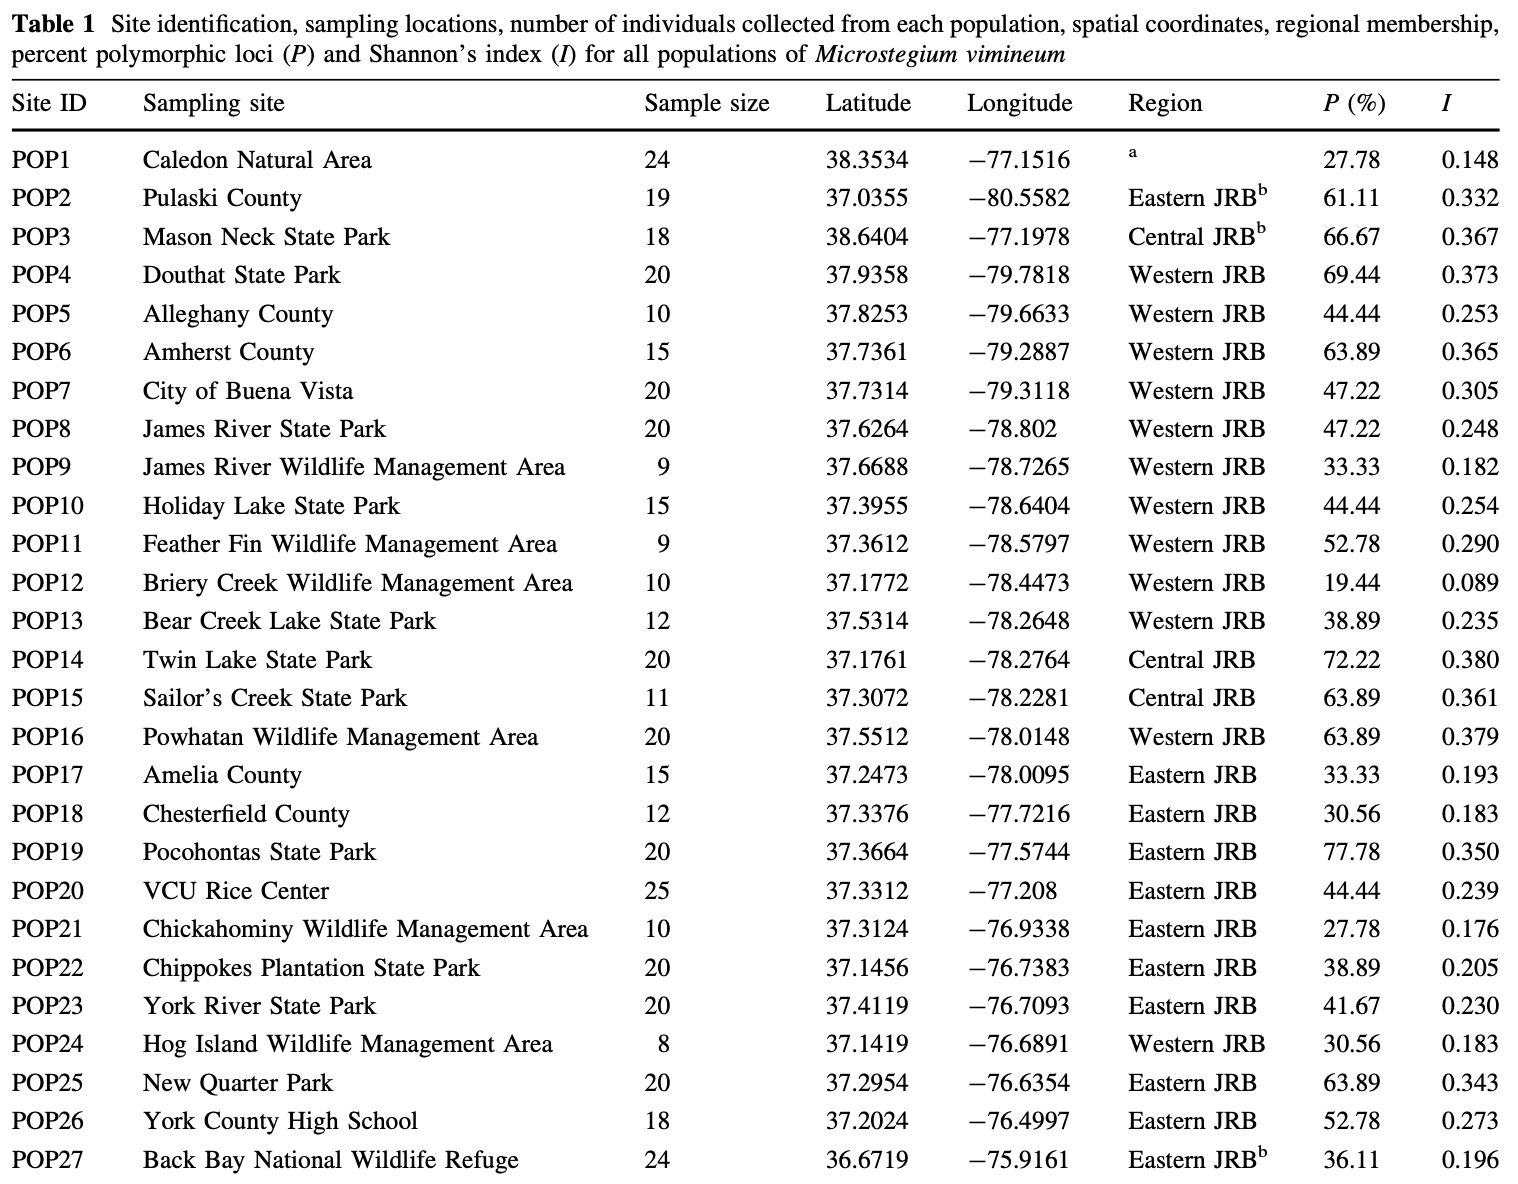 Table 1 Site identification, sampling locations, number of individuals collected from each population, spatial coordinates, regional membership,
percent polymorphic loci (P) and Shannon's index (I) for all populations of Microstegium vimineum
Site ID Sampling site Sample size Latitude Longitude Region P (%) I
POP1 Caledon Natural Area 24 38.3534 −77.1516 a 27.78 0.148
POP2 Pulaski County 19 37.0355 −80.5582 Eastern JRBb 61.11 0.332
POP3 Mason Neck State Park 18 38.6404 −77.1978 Central JRBb 66.67 0.367
POP4 Douthat State Park 20 37.9358 −79.7818 Western JRB 69.44 0.373
POP5 Alleghany County 10 37.8253 −79.6633 Western JRB 44.44 0.253
POP6 Amherst County 15 37.7361 −79.2887 Western JRB 63.89 0.365
POP7 City of Buena Vista 20 37.7314 −79.3118 Western JRB 47.22 0.305
POP8 James River State Park 20 37.6264 −78.802 Western JRB 47.22 0.248
POP9 James River Wildlife Management Area 9 37.6688 −78.7265 Western JRB 33.33 0.182
POP10 Holiday Lake State Park 15 37.3955 −78.6404 Western JRB 44.44 0.254
POP11 Feather Fin Wildlife Management Area 9 37.3612 −78.5797 Western JRB 52.78 0.290
POP12 Briery Creek Wildlife Management Area 10 37.1772 −78.4473 Western JRB 19.44 0.089
POP13 Bear Creek Lake State Park 12 37.5314 −78.2648 Western JRB 38.89 0.235
POP14 Twin Lake State Park 20 37.1761 −78.2764 Central JRB 72.22 0.380
POP15 Sailor's Creek State Park 11 37.3072 −78.2281 Central JRB 63.89 0.361
POP16 Powhatan Wildlife Management Area 20 37.5512 −78.0148 Western JRB 63.89 0.379
POP17 Amelia County 15 37.2473 −78.0095 Eastern JRB 33.33 0.193
POP18 Chesterfield County 12 37.3376 −77.7216 Eastern JRB 30.56 0.183
POP19 Pocohontas State Park 20 37.3664 −77.5744 Eastern JRB 77.78 0.350
POP20 VCU Rice Center 25 37.3312 −77.208 Eastern JRB 44.44 0.239
POP21 Chickahominy Wildlife Management Area 10 37.3124 −76.9338 Eastern JRB 27.78 0.176
POP22 Chippokes Plantation State Park 20 37.1456 −76.7383 Eastern JRB 38.89 0.205
POP23 York River State Park 20 37.4119 −76.7093 Eastern JRB 41.67 0.230
POP24 Hog Island Wildlife Management Area 8 37.1419 −76.6891 Western JRB 30.56 0.183
POP25 New Quarter Park 20 37.2954 −76.6354 Eastern JRB 63.89 0.343
POP26 York County High School 18 37.2024 −76.4997 Eastern JRB 52.78 0.273
POP27 Back Bay National Wildlife Refuge 24 36.6719 −75.9161 Eastern JRBb 36.11 0.196